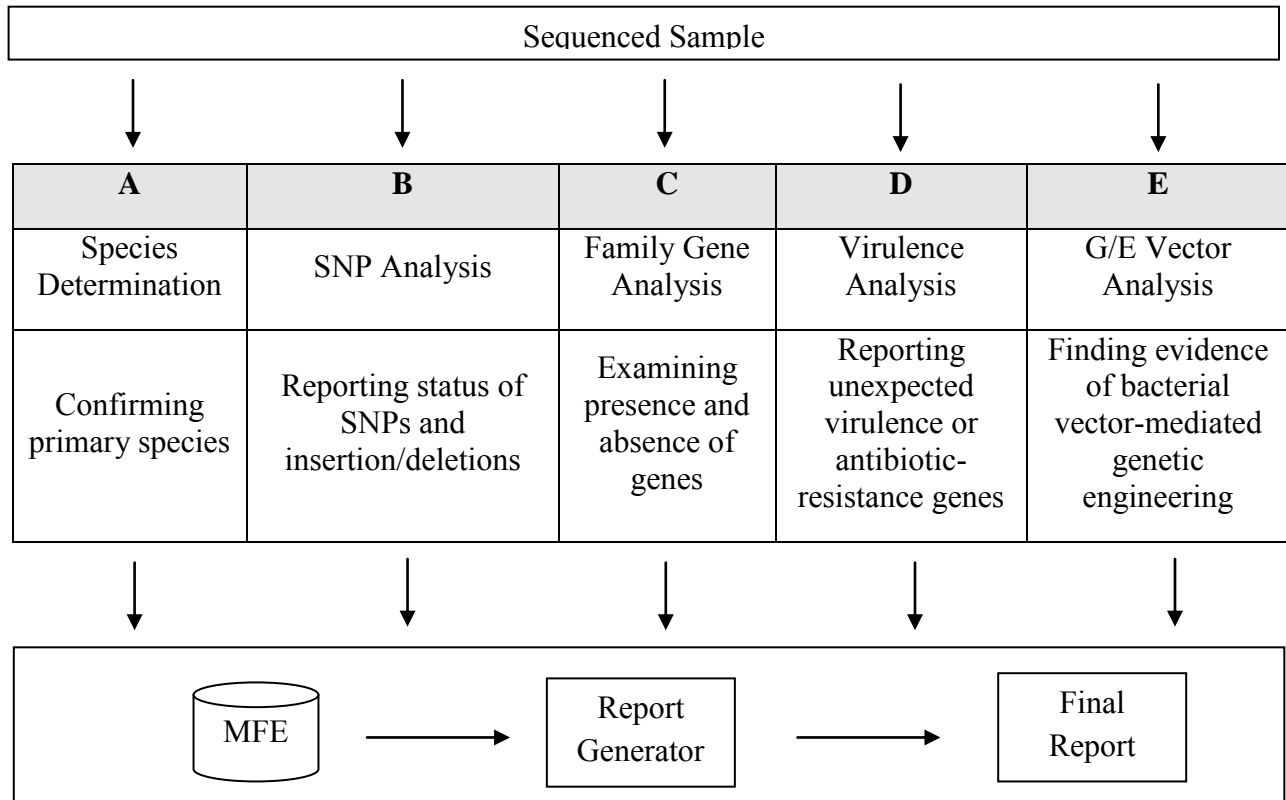 Sequenced Sample
A
B
C
D
E
Species
Determination
SNP Analysis
Family Gene
Analysis
Virulence
Analysis
G/E Vector
Analysis
Confirming
primary species
Reporting status of
SNPs and
insertion/deletions
Examining
presence and
absence of
genes
Reporting
unexpected
virulence or
antibiotic-
resistance genes
Finding evidence
of bacterial
vector-mediated
genetic
engineering
MFE
Report
Generator
Final
Report